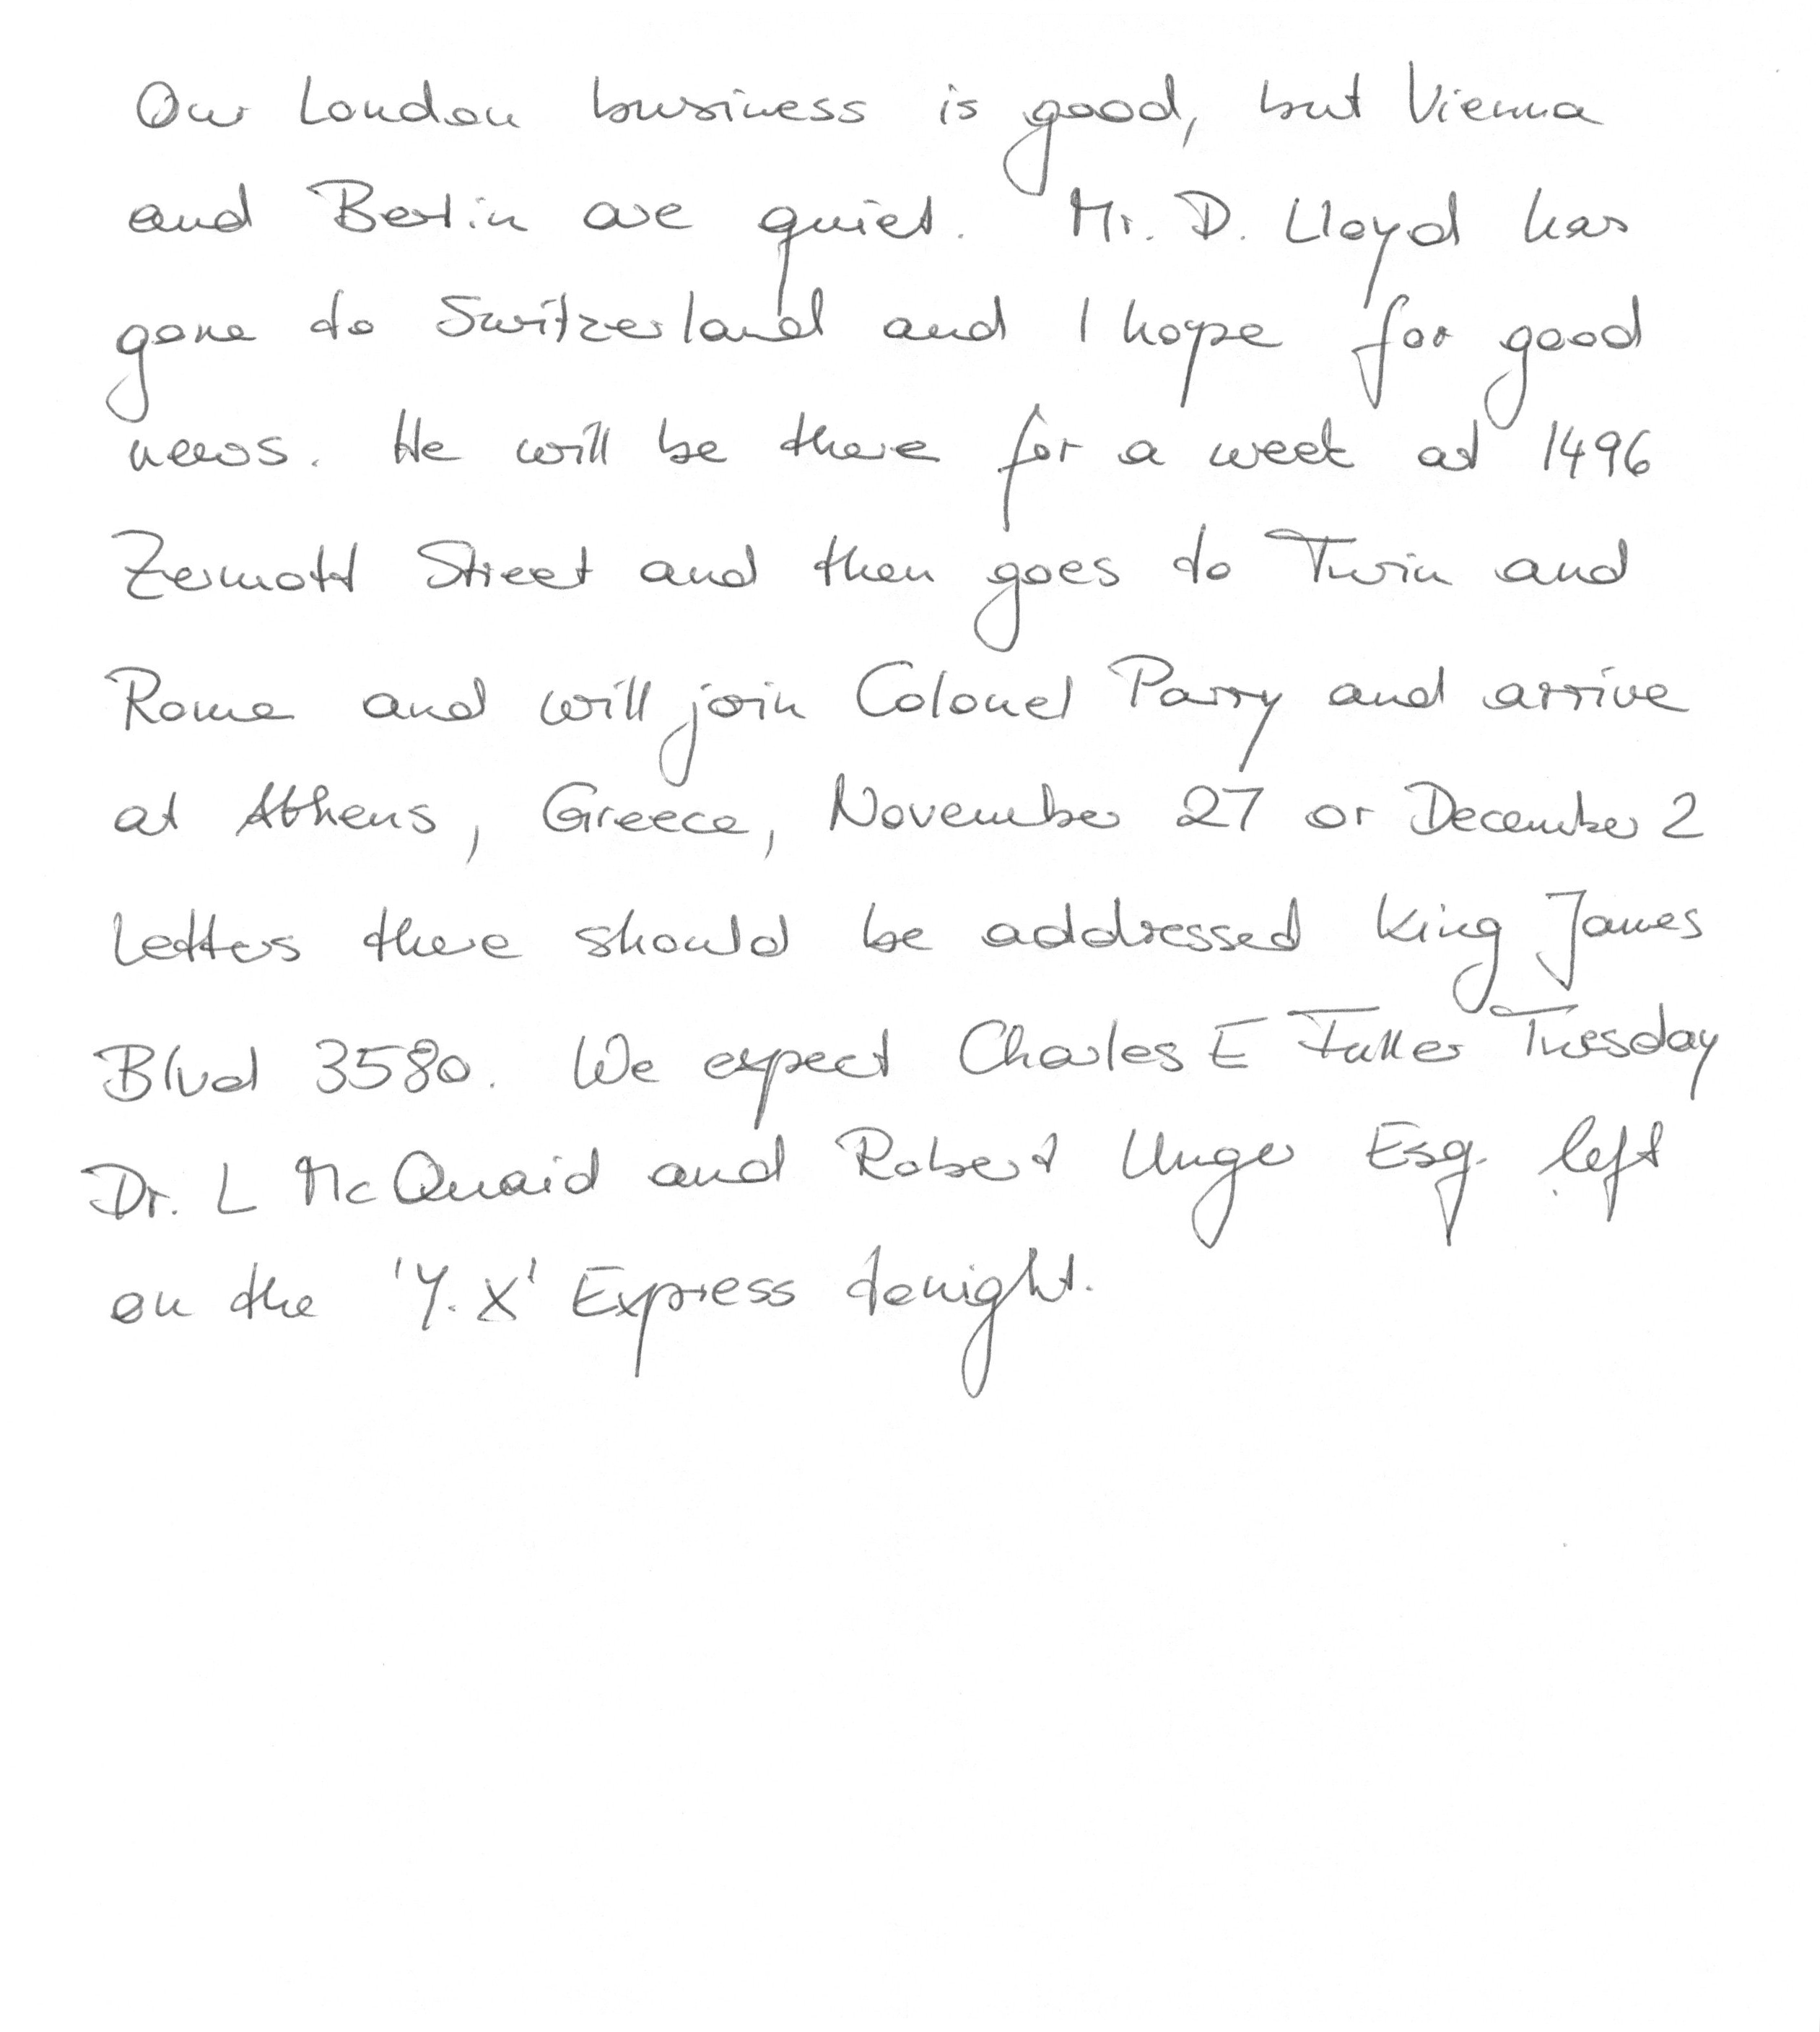 Our London business is good, but Vienna
and Berlin are quiet. Mr. D. Lloyd has
gone to Switzerland and I hope for good
news. He will be there for a week at 1496
Zermott Street and then goes to Turin and
Rome and will join Colonel Parry and arrive
at Athens, Greece, November 27 or December 2
Letters there should be addressed King James
Blvd 3580. We expect Charles E Fuller Tuesday
Dr. L McQuaid and Robert Unger Esq. left
on the 'Y.X' Express tonight.